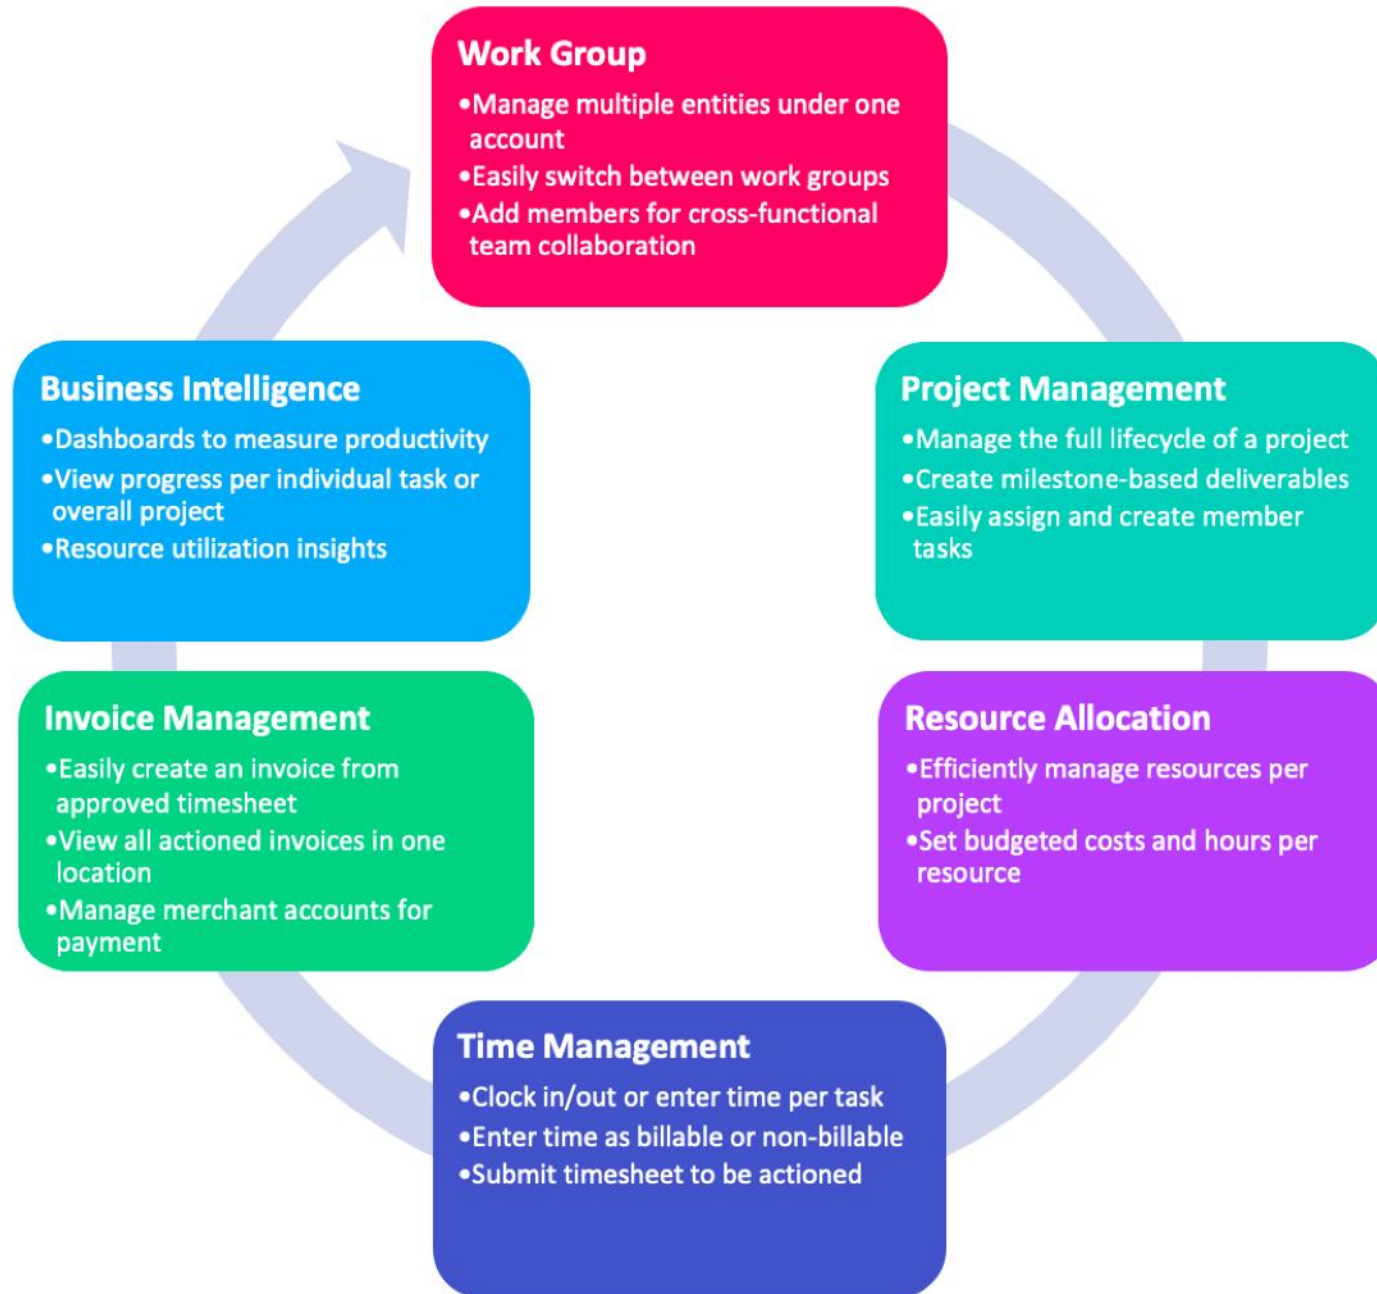 Work Group
•Manage multiple entities under one
account
•Easily switch between work groups
•Add members for cross-functional
team collaboration
Project Management
•Manage the full lifecycle of a project
•Create milestone-based deliverables
•Easily assign and create member
tasks
Resource Allocation
•Efficiently manage resources per
project
•Set budgeted costs and hours per
resource
Time Management
•Clock in/out or enter time per task
•Enter time as billable or non-billable
•Submit timesheet to be actioned
Invoice Management
•Easily create an invoice from
approved timesheet
•View all actioned invoices in one
location
•Manage merchant accounts for
payment
Business Intelligence
•Dashboards to measure productivity
•View progress per individual task or
overall project
•Resource utilization insights